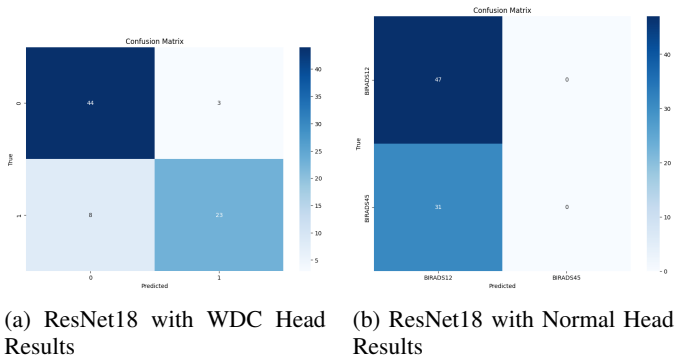 Confusion Matrix
0
44
3
True
1
8
23
0
1
Predicted
40
35
30
25
20
15
10
5
(a) ResNet18 with WDC Head
Results
Confusion Matrix
BIRADS12
47
0
True
BIRADS45
31
0
BIRADS12
BIRADS45
Predicted
40
30
20
10
0
(b) ResNet18 with Normal Head
Results